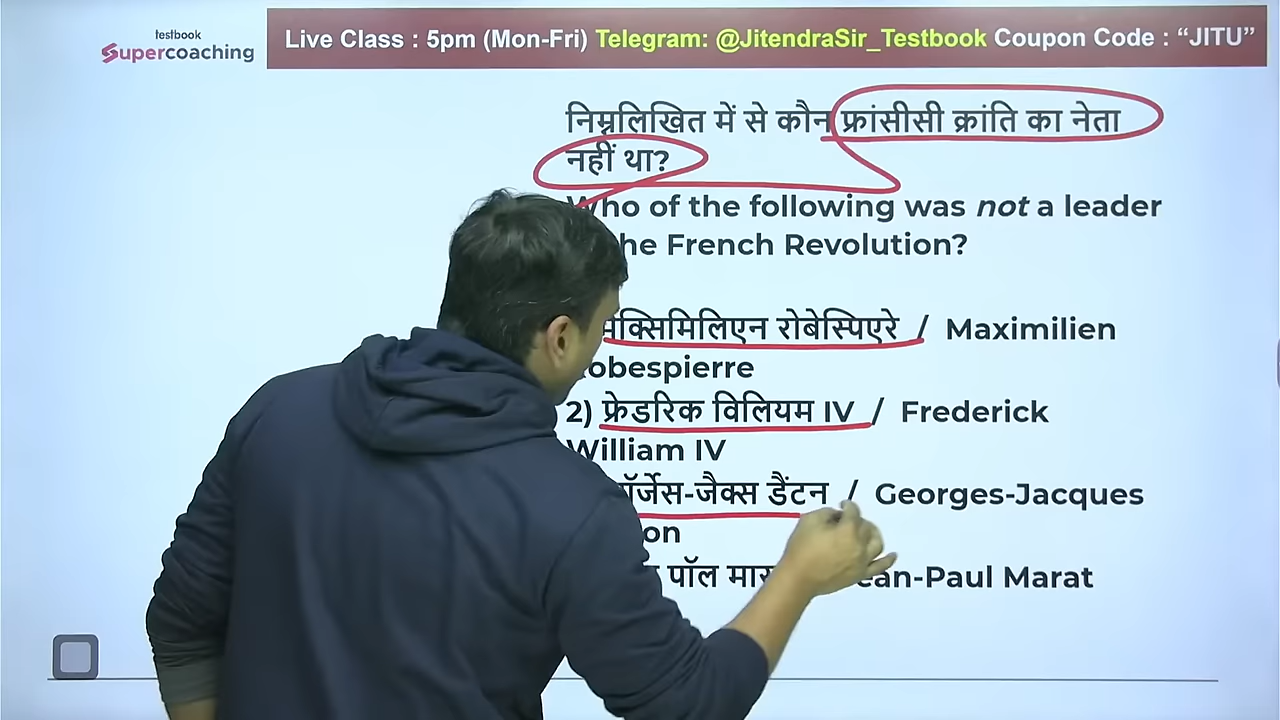 testbook
Supercoaching
Live Class : 5pm (Mon-Fri) Telegram: @JitendraSir_Testbook Coupon Code : “JITU”
निम्नलिखित में से कौन फ्रांसीसी क्रांति का नेता
नहीं था?
Who of the following was not a leader
he French Revolution?
मैक्सिमिलिएन रोबेस्पिएरे / Maximilien
obespierre
2) फ्रेडरिक विलियम IV / Frederick
William IV
र्जेस-जैक्स डैंटन / Georges-Jacques
on
पॉल मार ean-Paul Marat